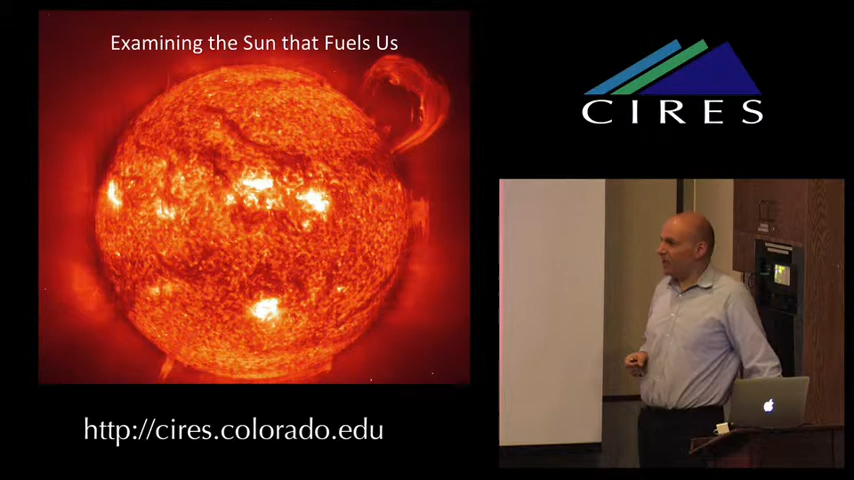 Examining the Sun that Fuels Us
CIRES
http://cires.colorado.edu